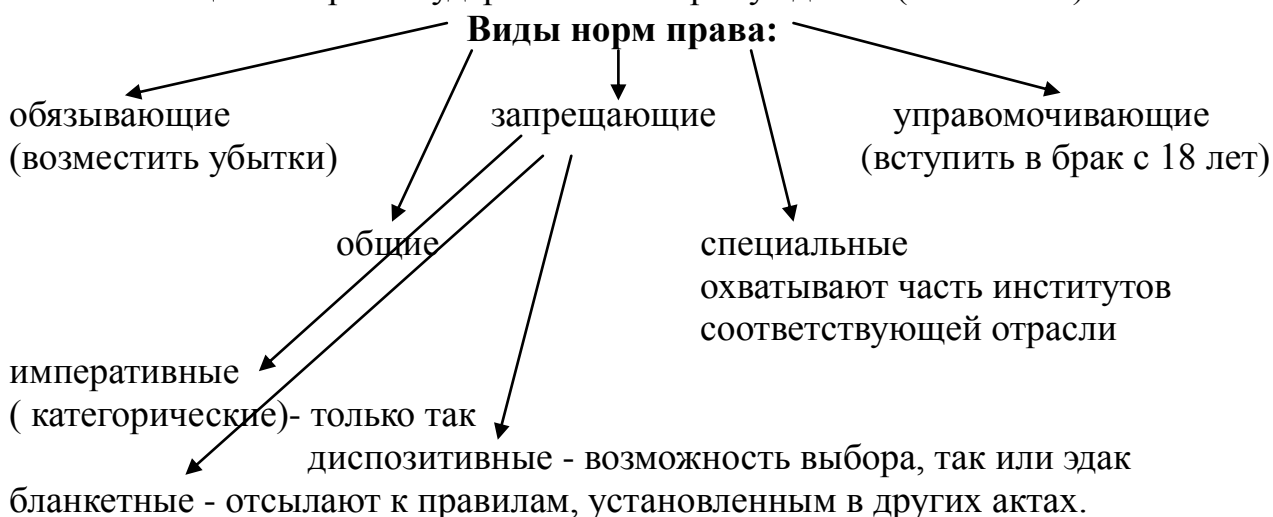 Виды норм права:
обязывающие запрещающие управомочивающие
(возместить убытки) (вступить в брак с 18 лет)
общие специальные
охватывают часть институтов
соответствующей отрасли
императивные
( категорические)- только так
диспозитивные - возможность выбора, так или эдак
бланкетные - отсылают к правилам, установленным в других актах.